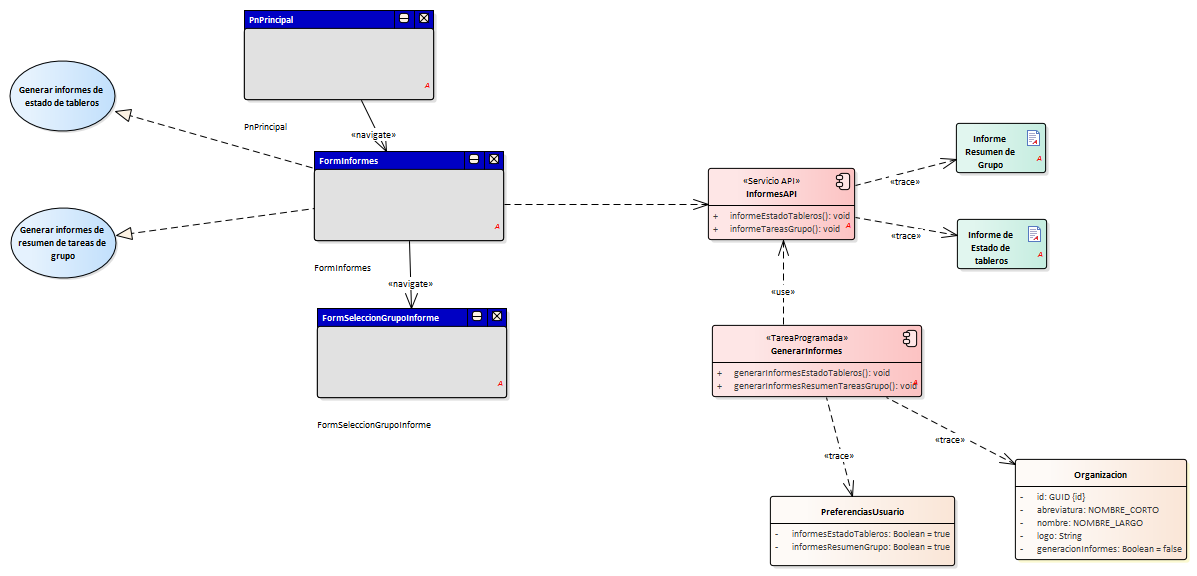 PnPrincipal
A
PnPrincipal
Generar informes de
estado de tableros
«navigate»
FormInformes
A
FormInformes
Generar informes de
resumen de tareas de
grupo
«navigate»
FormSeleccionGrupoInforme
A
FormSeleccionGrupoInforme
«Servicio API»
InformesAPI
+ informeEstadoTableros(): void
+ informeTareasGrupo(): void
A
«trace»
«trace»
Informe
Resumen de
Grupo
A
Informe de
Estado de
tableros
A
«use»
«TareaProgramada»
GenerarInformes
+ generarInformesEstadoTableros(): void
+ generarInformesResumenTareasGrupo(): void
A
«trace»
«trace»
PreferenciasUsuario
- informesEstadoTableros: Boolean = true
- informesResumenGrupo: Boolean = true
Organizacion
- id: GUID {id}
- abreviatura: NOMBRE_CORTO
- nombre: NOMBRE_LARGO
- logo: String
- generacionInformes: Boolean = false